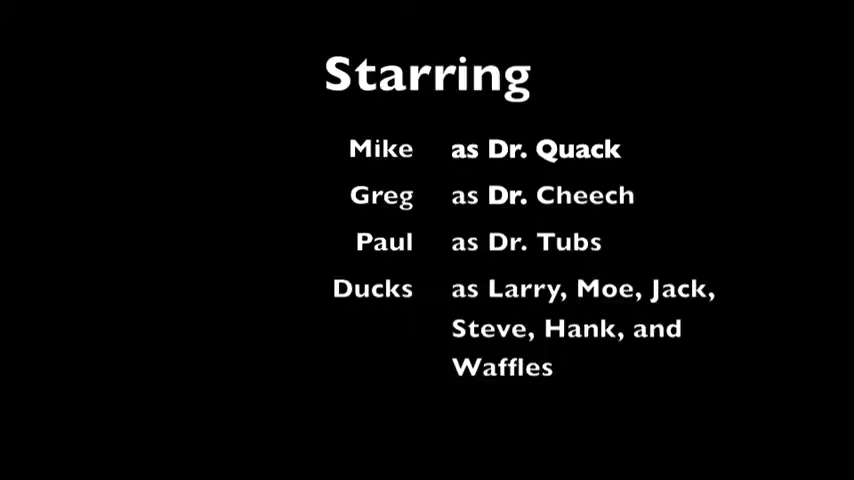 Starring
Mike as Dr. Quack
Greg as Dr. Cheech
Paul as Dr. Tubs
Ducks as Larry, Moe, Jack,
Steve, Hank, and
Waffles